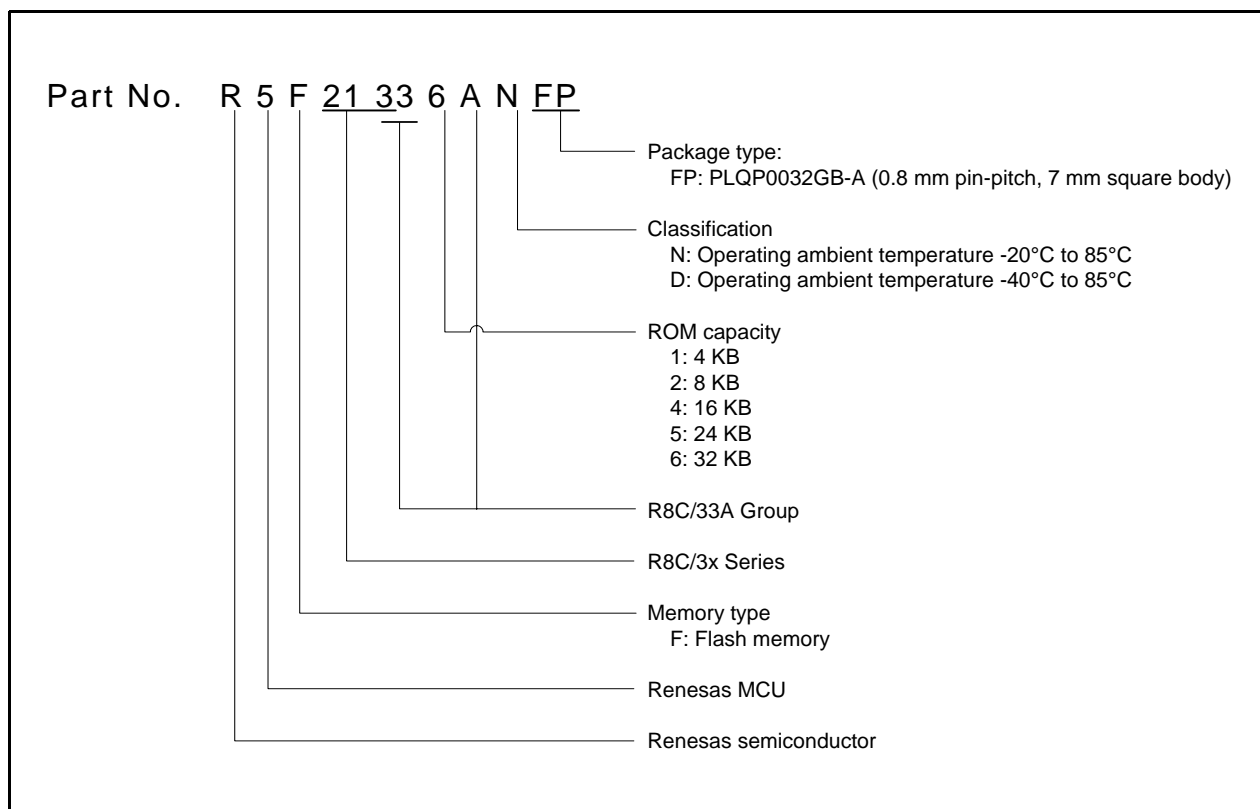 Part No. R 5 F 21 33 6 A N FP
Package type:
FP: PLQP0032GB-A (0.8 mm pin-pitch, 7 mm square body)
Classification
N: Operating ambient temperature -20°C to 85°C
D: Operating ambient temperature -40°C to 85°C
ROM capacity
1: 4 KB
2: 8 KB
4: 16 KB
5: 24 KB
6: 32 KB
R8C/33A Group
R8C/3x Series
Memory type
F: Flash memory
Renesas MCU
Renesas semiconductor